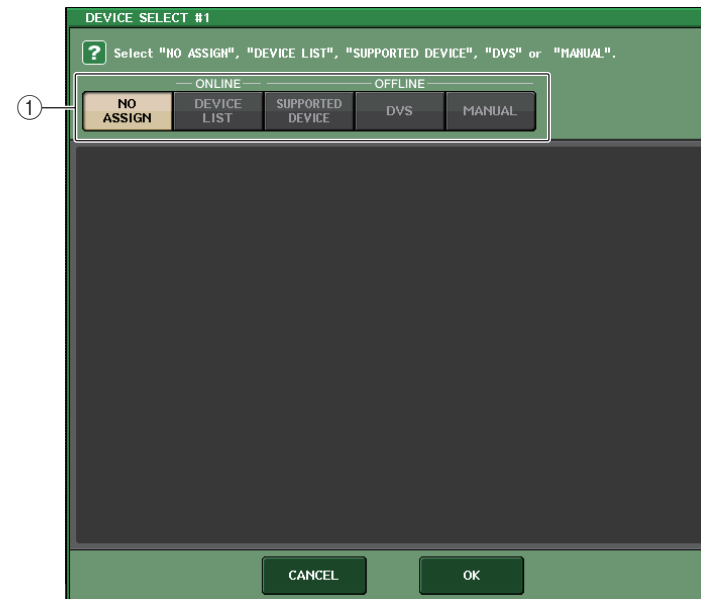 DEVICE SELECT #1
? Select "NO ASSIGN", "DEVICE LIST", "SUPPORTED DEVICE", "DVS" or "MANUAL".
ONLINE OFFLINE
①
NO ASSIGN
DEVICE LIST
SUPPORTED DEVICE
DVS
MANUAL
CANCEL OK